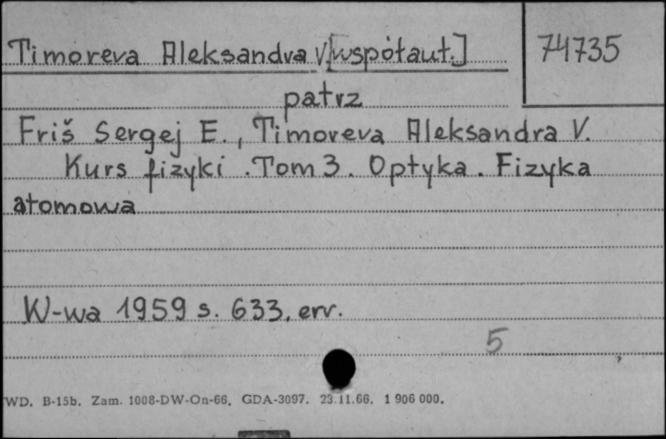 Timoreva Aleksandra V. [współaut.]
74735
patrz
Friš Sergej E., Timoreva Aleksandra V.
Kurs fizyki. Tom 3. Optyka. Fizyka
atomowa
W-wa 1959 s. 633, err.
5
WD. B-15b. Zam. 1008-DW-On-66. GDA-3097. 23.11.66. 1 906 000.